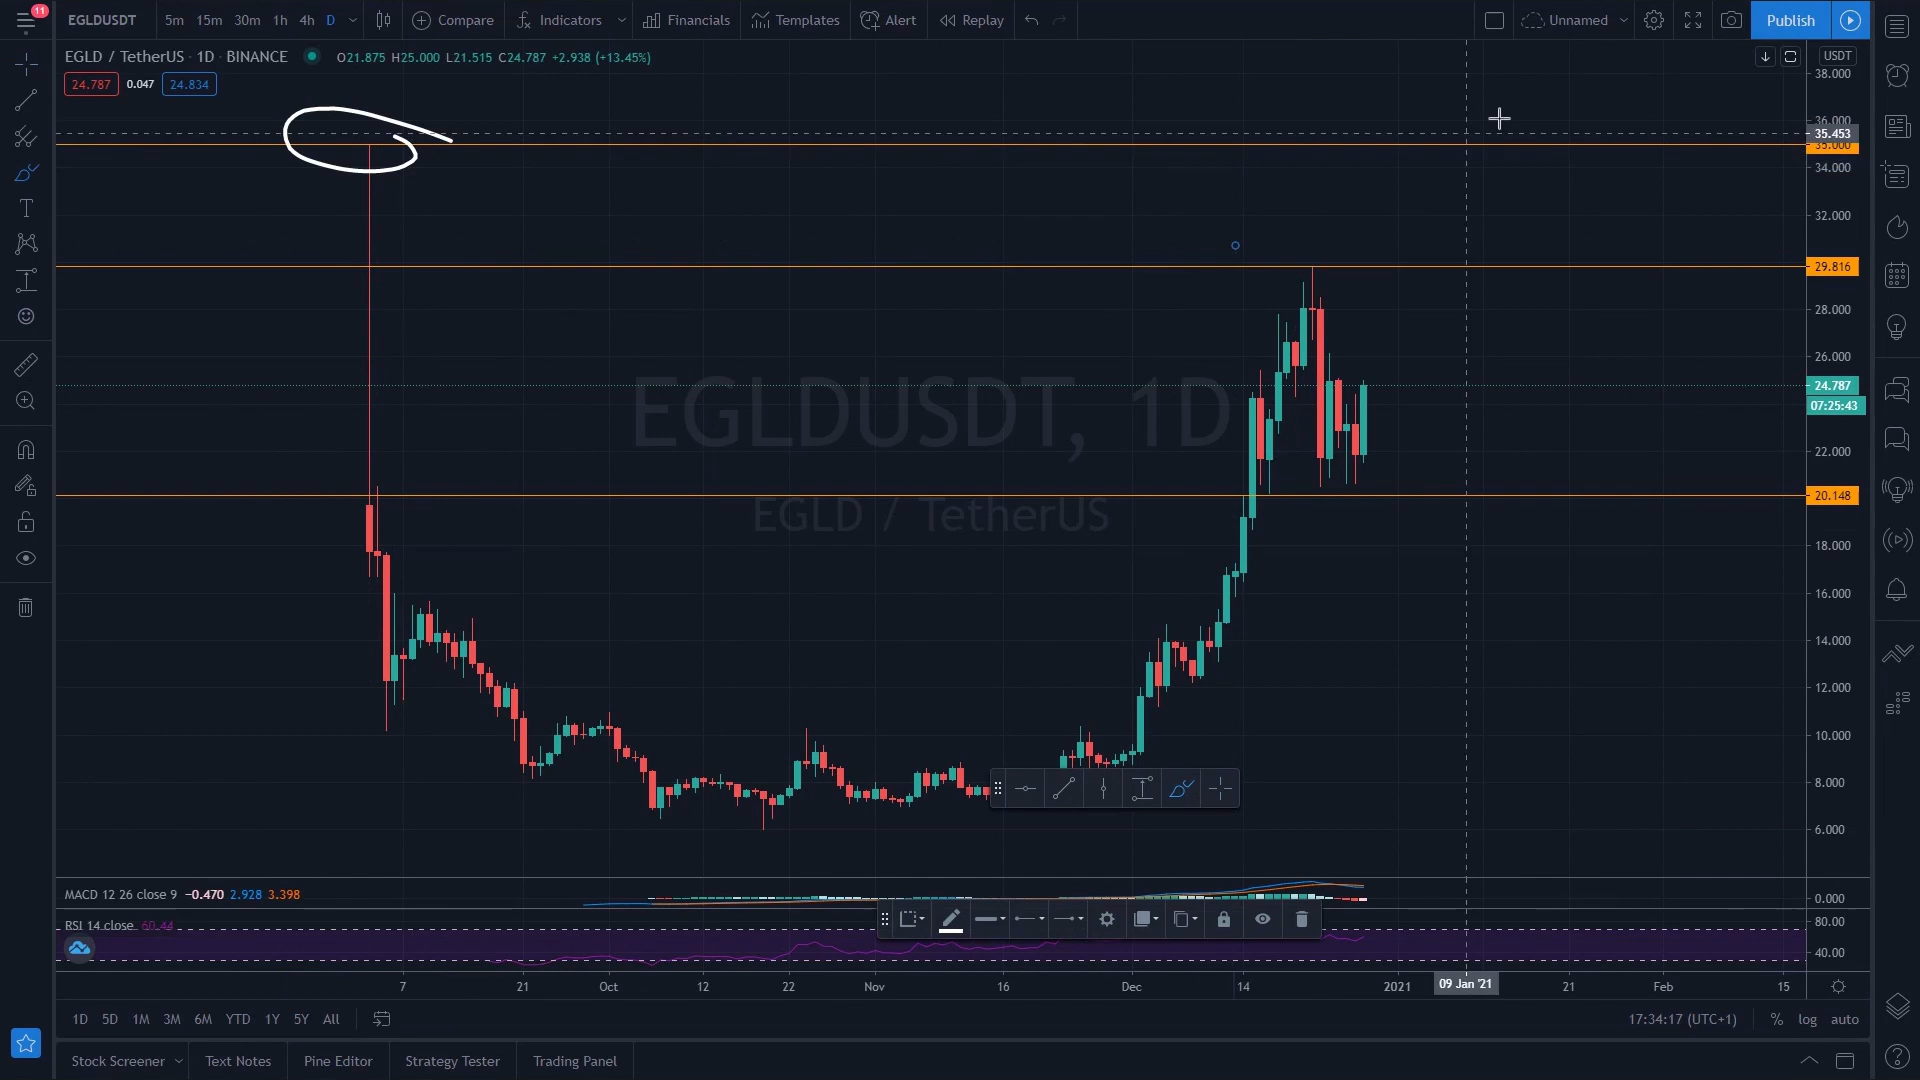 11
EGLDUSDT 5m 15m 30m 1h 4h D Compare Indicators Financials Templates Alert Replay Unnamed Publish
EGLD / TetherUS · 1D · BINANCE O21.875 H25.000 L21.515 C24.787 +2.938 (+13.45%)
USDT
24.787 0.047 24.834
38.000
36.000
35.453
35.000
34.000
32.000
29.816
28.000
26.000
24.787
07:25:43
22.000
20.148
18.000
16.000
14.000
12.000
10.000
8.000
6.000
EGLDUSDT, 1D
EGLD / TetherUS
MACD 12 26 close 9 −0.470 2.928 3.398
0.000
RSI 14 close 60.44
80.00
40.00
7 21 Oct 12 22 Nov 16 Dec 14 2021 09 Jan '21 21 Feb 15
1D 5D 1M 3M 6M YTD 1Y 5Y All 17:34:17 (UTC+1) % log auto
Stock Screener Text Notes Pine Editor Strategy Tester Trading Panel